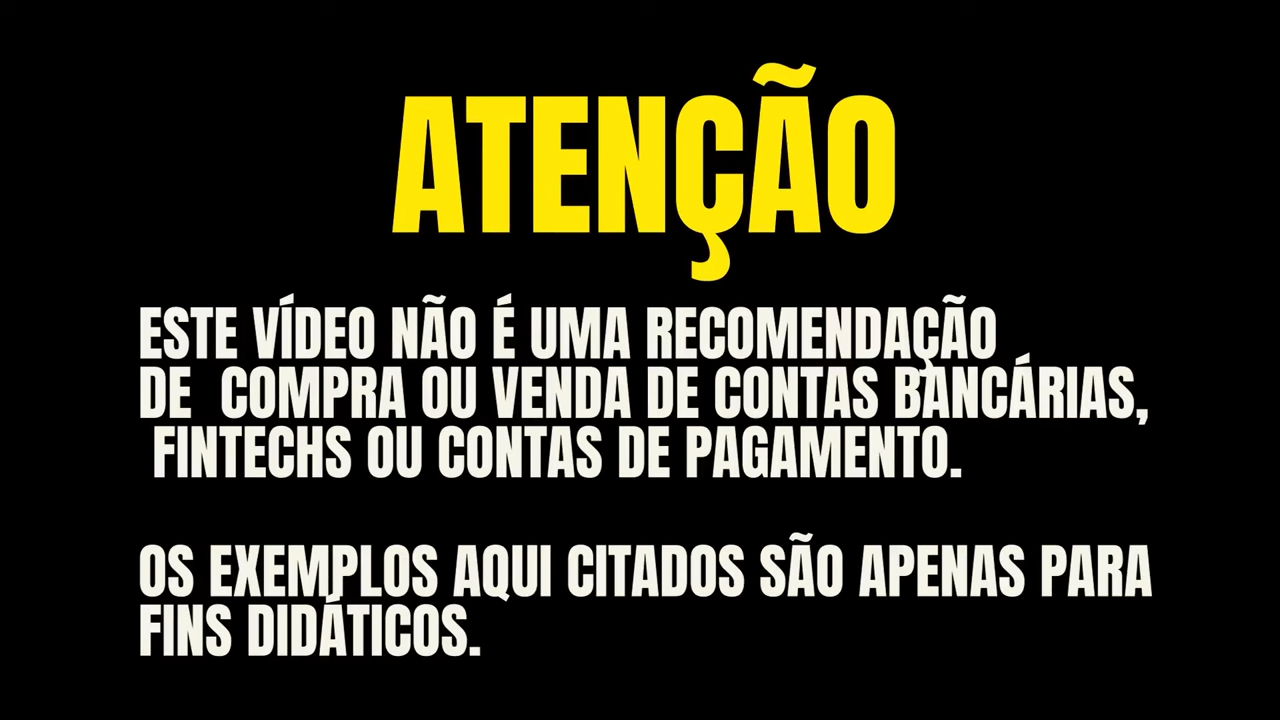 ATENÇÃO
ESTE VÍDEO NÃO É UMA RECOMENDAÇÃO
DE COMPRA OU VENDA DE CONTAS BANCÁRIAS,
FINTECHS OU CONTAS DE PAGAMENTO.
OS EXEMPLOS AQUI CITADOS SÃO APENAS PARA
FINS DIDÁTICOS.